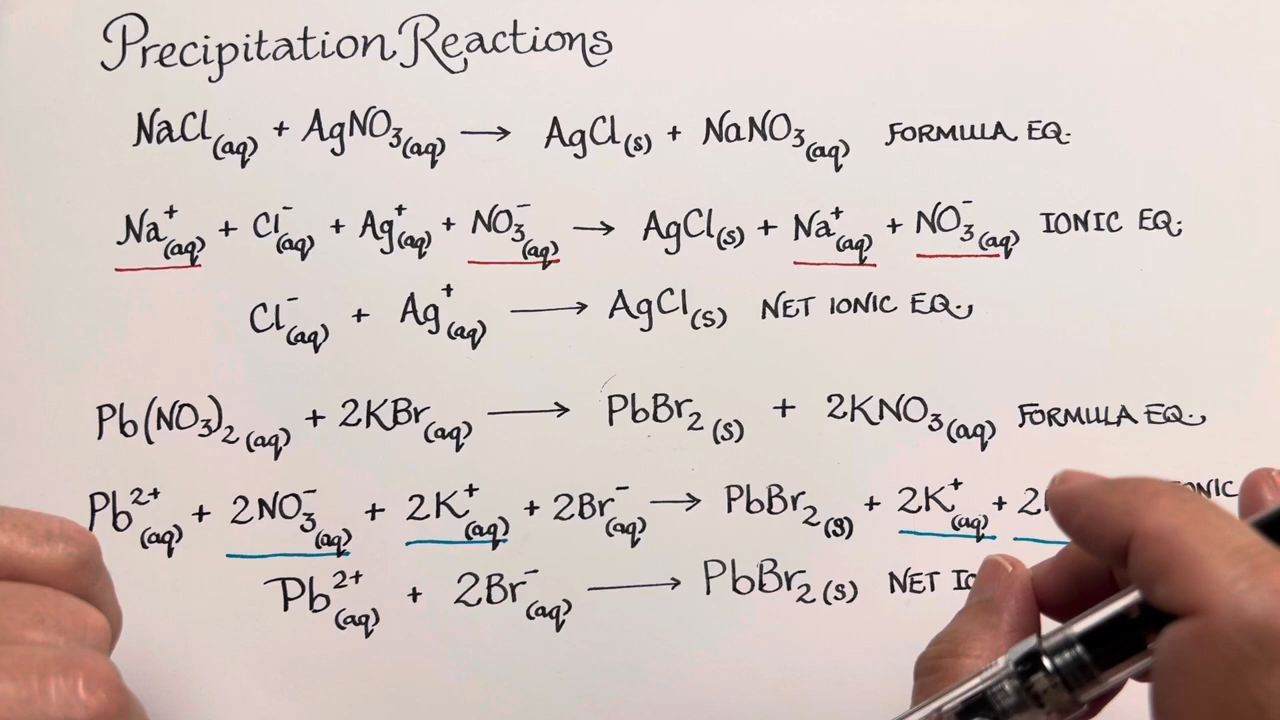 Precipitation Reactions
NaCl(aq) + AgNO₃(aq) → AgCl(s) + NaNO₃(aq) FORMULA EQ.
Na⁺(aq) + Cl⁻(aq) + Ag⁺(aq) + NO₃⁻(aq) → AgCl(s) + Na⁺(aq) + NO₃⁻(aq) IONIC EQ.
Cl⁻(aq) + Ag⁺(aq) → AgCl(s) NET IONIC EQ.
Pb(NO₃)₂(aq) + 2KBr(aq) → PbBr₂(s) + 2KNO₃(aq) FORMULA EQ.
Pb²⁺(aq) + 2NO₃⁻(aq) + 2K⁺(aq) + 2Br⁻(aq) → PbBr₂(s) + 2K⁺(aq) + 2
Pb²⁺(aq) + 2Br⁻(aq) → PbBr₂(s) NET